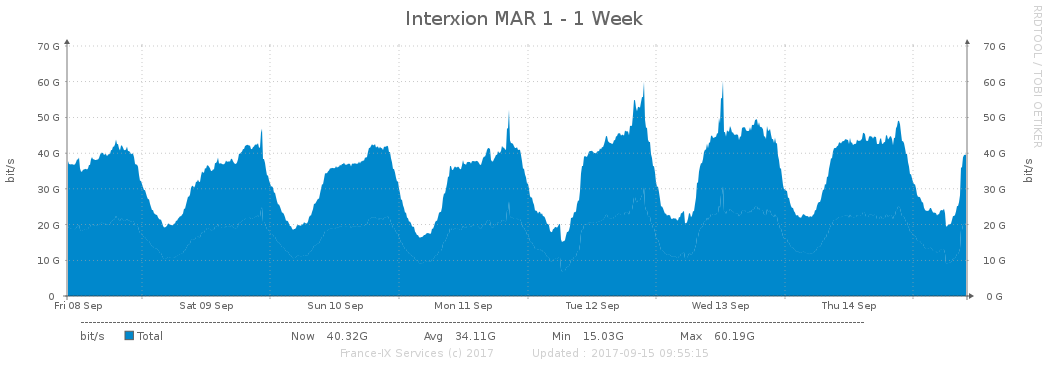 Interxion MAR 1 - 1 Week
RRDTOOL / TOBI OETIKER
bit/s
70 G 70 G
60 G 60 G
50 G 50 G
40 G 40 G
30 G 30 G
20 G 20 G
10 G 10 G
0 0 G
bit/s
Fri 08 Sep Sat 09 Sep Sun 10 Sep Mon 11 Sep Tue 12 Sep Wed 13 Sep Thu 14 Sep
bit/s Total Now 40.32G Avg 34.11G Min 15.03G Max 60.19G
France-IX Services (c) 2017 Updated : 2017-09-15 09:55:15